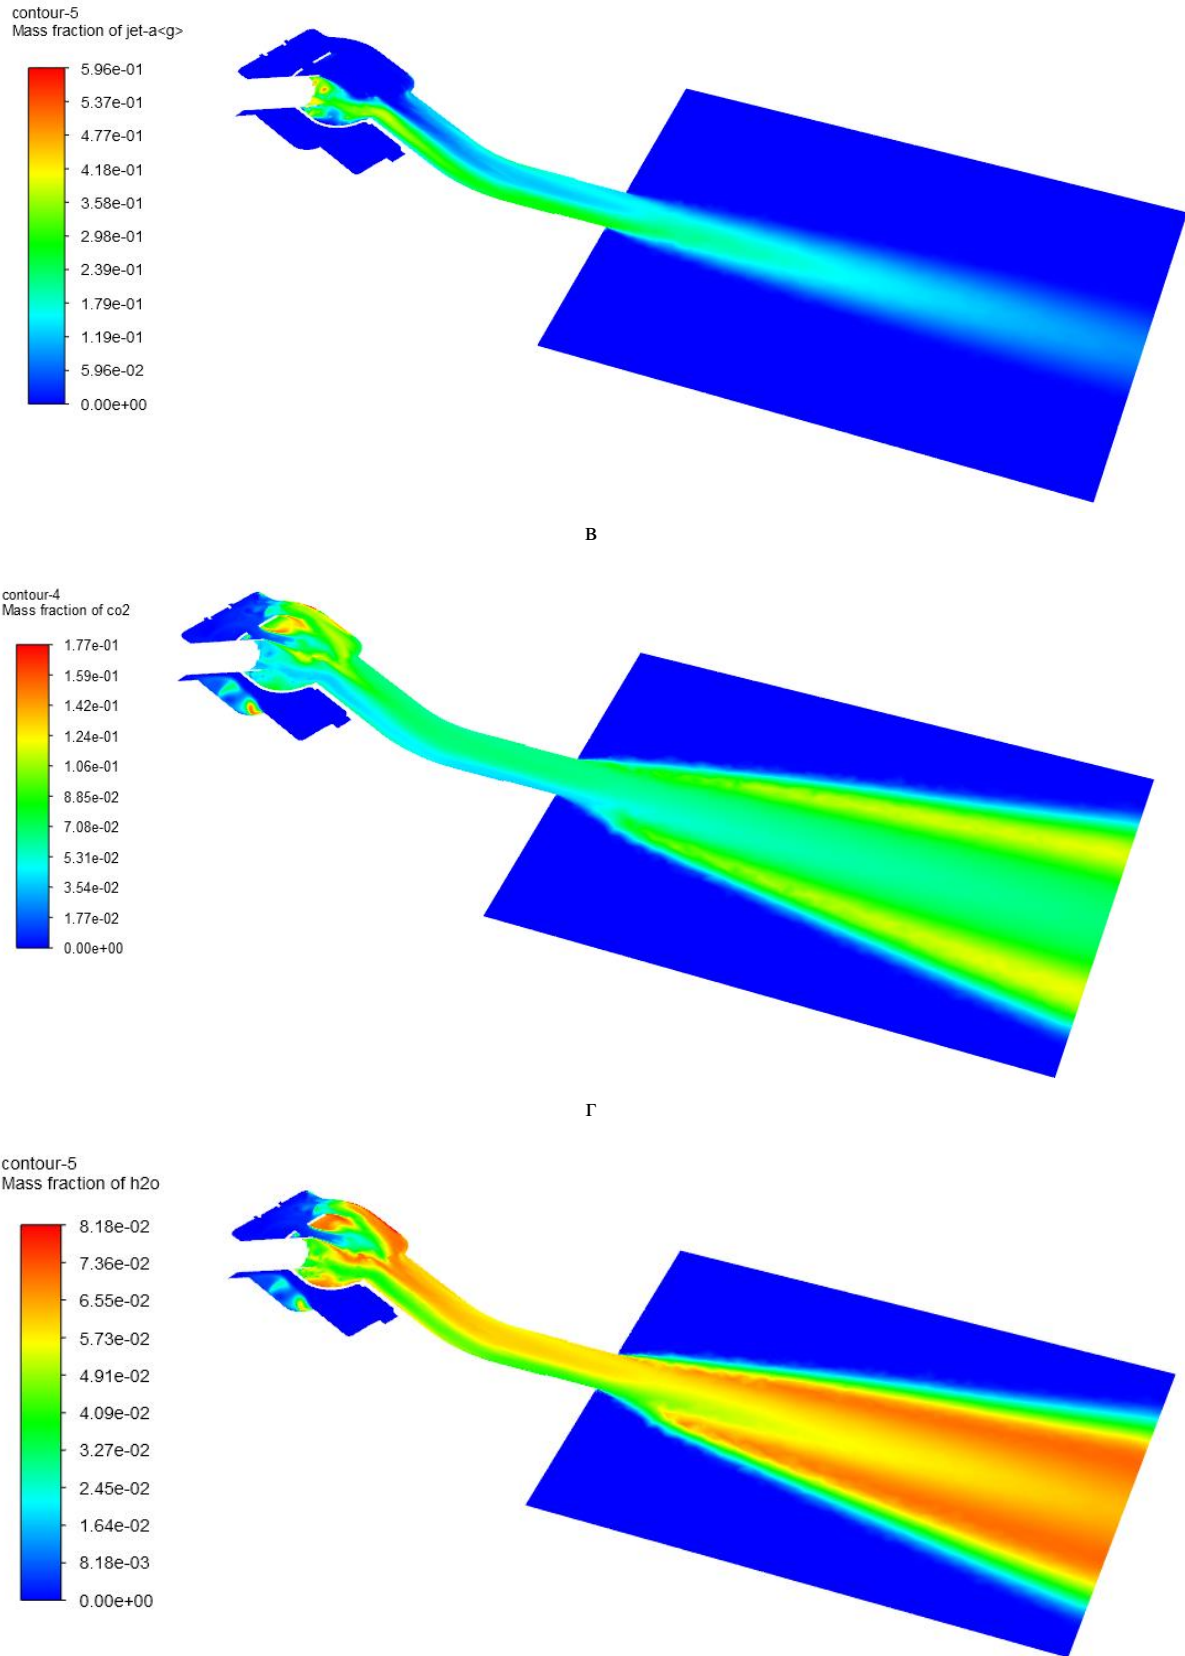 contour-5
Mass fraction of jet-a<g>
5.96e-01
5.37e-01
4.77e-01
4.18e-01
3.58e-01
2.98e-01
2.39e-01
1.79e-01
1.19e-01
5.96e-02
0.00e+00
в
contour-4
Mass fraction of co2
1.77e-01
1.59e-01
1.42e-01
1.24e-01
1.06e-01
8.85e-02
7.08e-02
5.31e-02
3.54e-02
1.77e-02
0.00e+00
г
contour-5
Mass fraction of h2o
8.18e-02
7.36e-02
6.55e-02
5.73e-02
4.91e-02
4.09e-02
3.27e-02
2.45e-02
1.64e-02
8.18e-03
0.00e+00